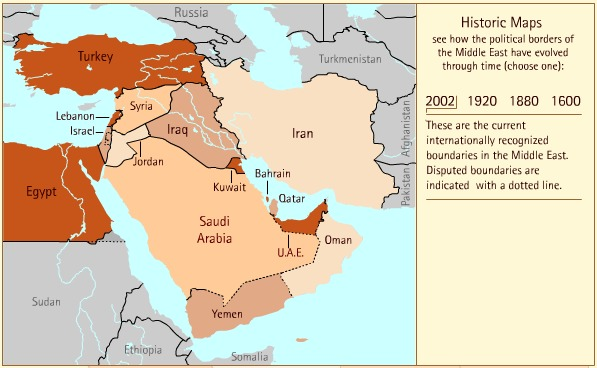 Russia
Turkey
Turkmenistan
Lebanon
Syria
Israel
Iraq
Iran
Afghanistan
Jordan
Pakistan
Kuwait
Bahrain
Egypt
Qatar
Saudi
Arabia
U.A.E.
Oman
Sudan
Yemen
Ethiopia
Somalia
Historic Maps
see how the political borders of
the Middle East have evolved
through time (choose one):
2002 1920 1880 1600
These are the current
internationally recognized
boundaries in the Middle East.
Disputed boundaries are
indicated with a dotted line.